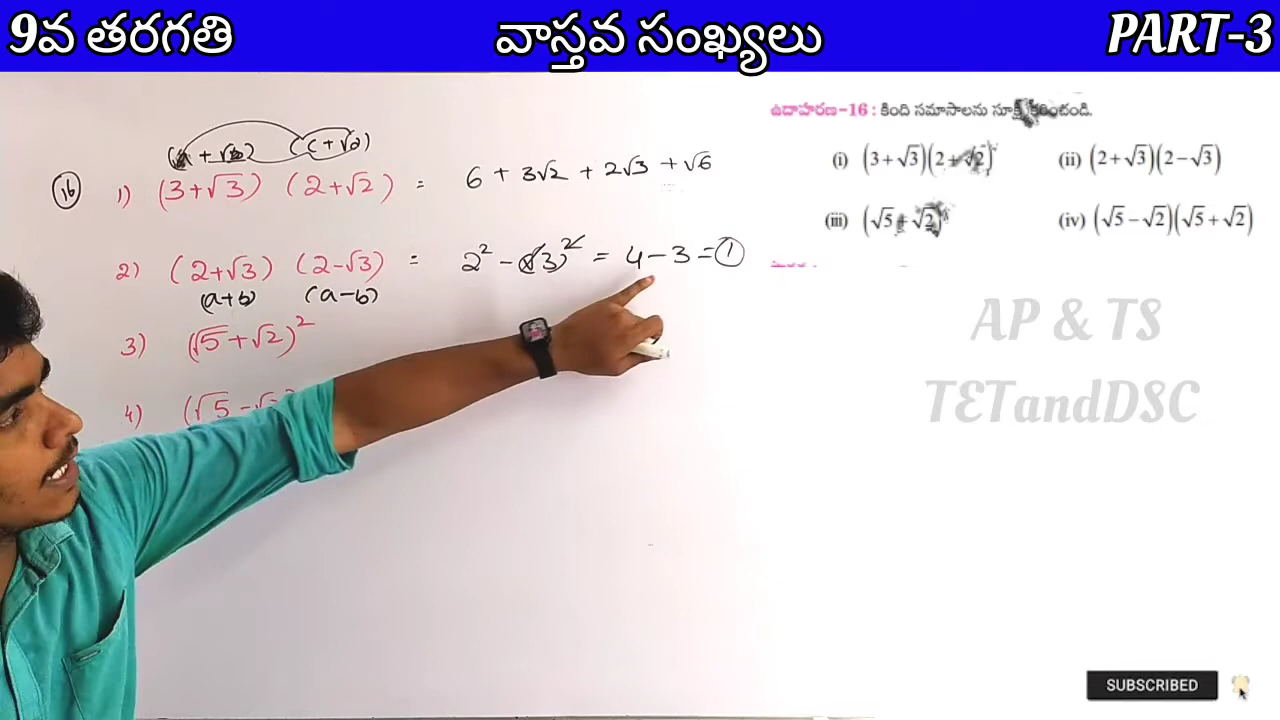 9వ తరగతి వాస్తవ సంఖ్యలు PART-3
ఉదాహరణ-16 : కింది సమాసాలను
(i) (3 + √3)(2 + √2) (ii) (2 + √3)(2 − √3)
(iii) (√5 + √2)² (iv) (√5 − √2)(√5 + √2)
(c + √d)
16 1) (3+√3) (2+√2) = 6 + 3√2 + 2√3 + √6
2) (2+√3) (2-√3) = 2² - (√3)² = 4 - 3 = 1
(a+b) (a-b)
3) (√5+√2)²
4) (√5 -
AP & TS
TETandDSC
SUBSCRIBED